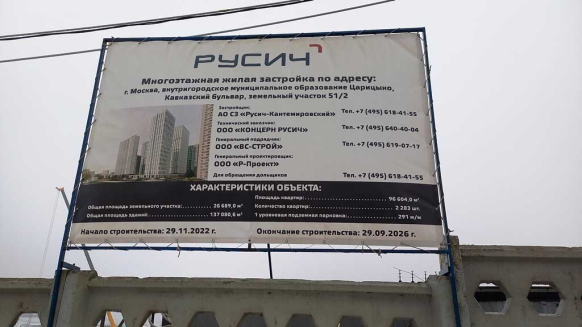 РУСИЧ
Многоэтажная жилая застройка по адресу:
г. Москва, внутригородское муниципальное образование Царицыно,
Кавказский бульвар, земельный участок 51/2
Застройщик:
АО СЗ «Русич-Кантемировский» Тел. +7 (495) 618-41-55
Технический заказчик:
ООО «КОНЦЕРН РУСИЧ» Тел. +7 (495) 640-40-04
Генеральный подрядчик:
ООО «ВС-СТРОЙ» Тел. +7 (495) 619-07-17
Генеральный проектировщик:
ООО «Р-Проект»
Для обращения дольщиков Тел. +7 (495) 618-41-55
ХАРАКТЕРИСТИКИ ОБЪЕКТА:
Общая площадь земельного участка: 26 689,0 м²
Общая площадь зданий: 137 080,6 м²
Площадь квартир: 96 604,0 м²
Количество квартир: 2 283 шт.
1 уровневая подземная парковка: 291 м/м
Начало строительства: 29.11.2022 г. Окончание строительства: 29.09.2026 г.